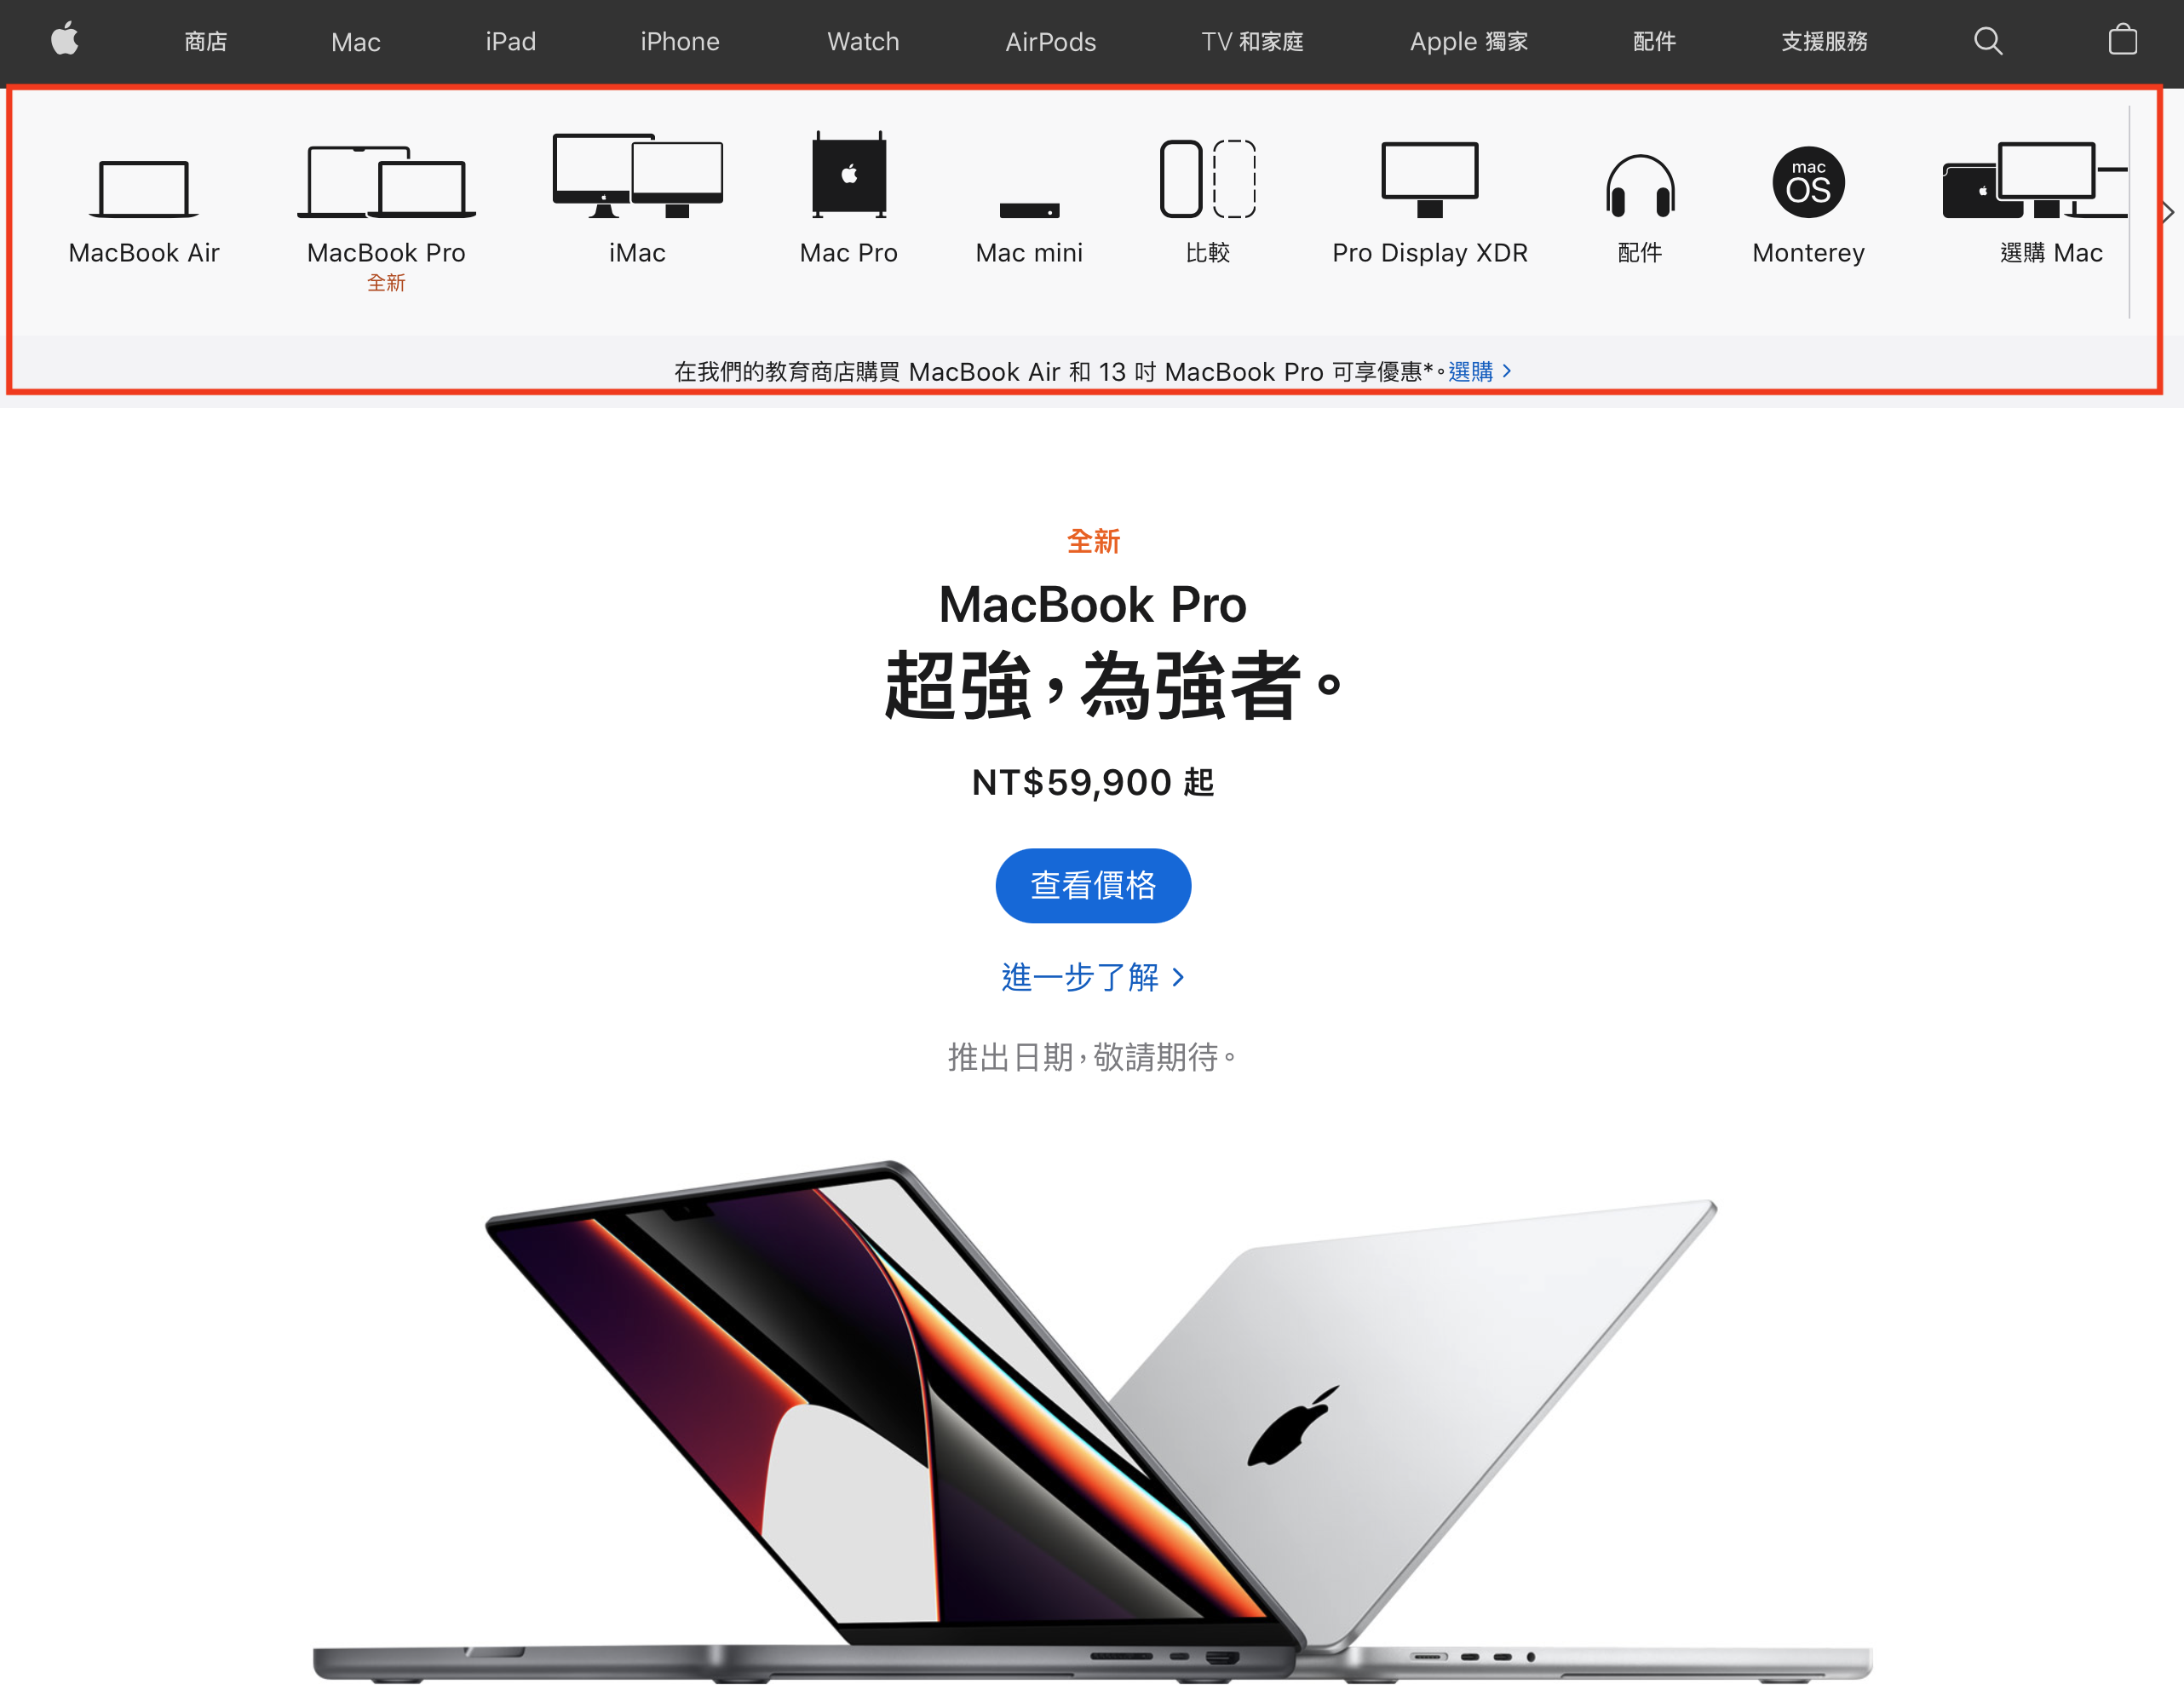 商店 Mac iPad iPhone Watch AirPods TV 和家庭 Apple 獨家 配件 支援服務
mac
OS
MacBook Air MacBook Pro iMac Mac Pro Mac mini 比較 Pro Display XDR 配件 Monterey 選購 Mac
全新
在我們的教育商店購買 MacBook Air 和 13 吋 MacBook Pro 可享優惠*。選購 >
全新
MacBook Pro
超強，為強者。
NT$59,900 起
查看價格
進一步了解 >
推出日期，敬請期待。